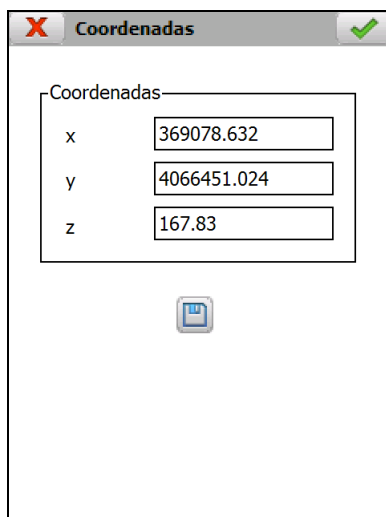 Coordenadas
Coordenadas
x 369078.632
y 4066451.024
z 167.83